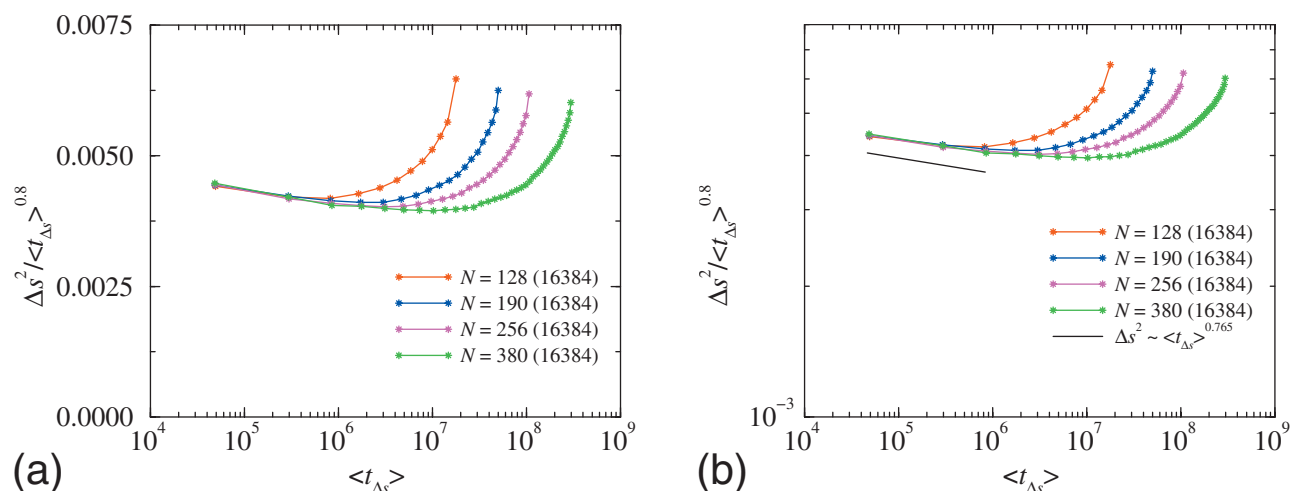 0.0075
0.0050
0.0025
0.0000
Δs²/<t_Δs>^0.8
N = 128 (16384)
N = 190 (16384)
N = 256 (16384)
N = 380 (16384)
10⁴ 10⁵ 10⁶ 10⁷ 10⁸ 10⁹
<t_Δs>
(a)
Δs²/<t_Δs>^0.8
N = 128 (16384)
N = 190 (16384)
N = 256 (16384)
N = 380 (16384)
Δs² ~ <t_Δs>^0.765
10⁻³
10⁴ 10⁵ 10⁶ 10⁷ 10⁸ 10⁹
<t_Δs>
(b)